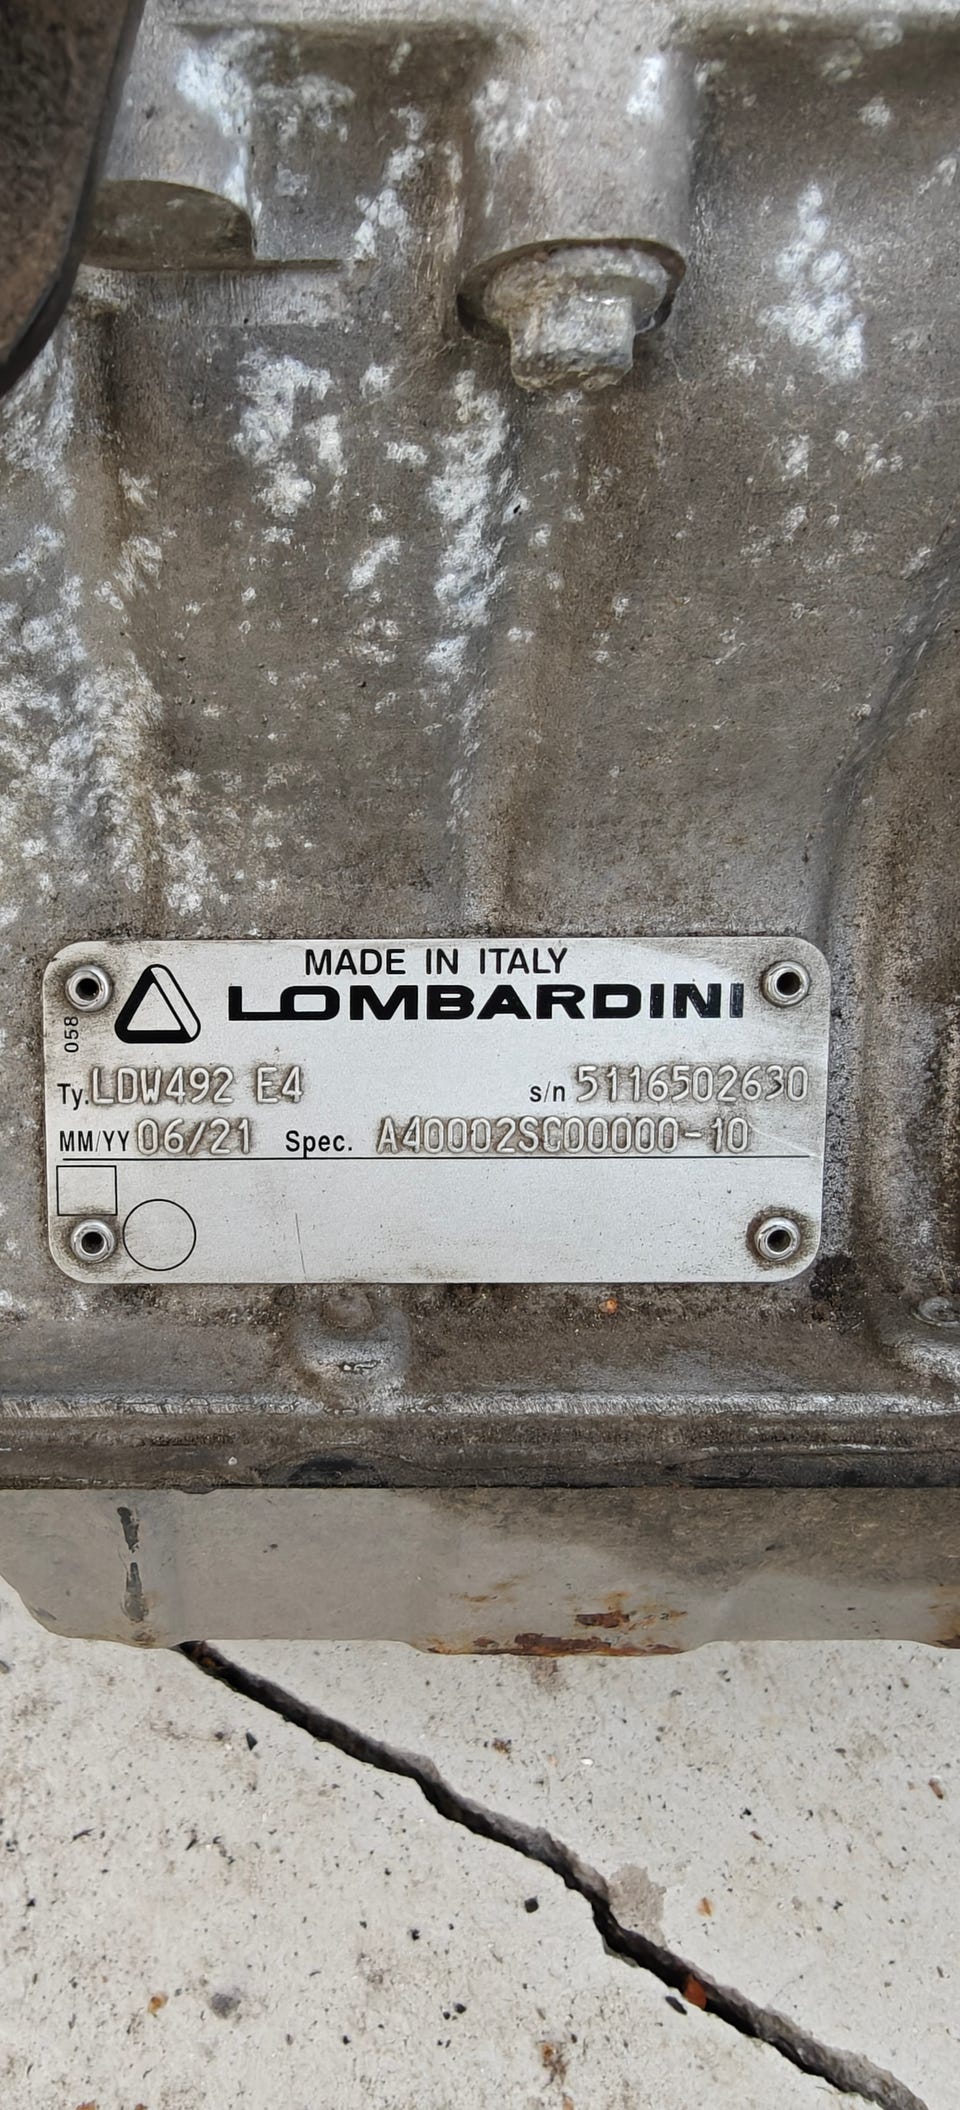 MADE IN ITALY
LOMBARDINI
058
Ty. LDW492 E4 s/n 5116502630
MM/YY 06/21 Spec. A40002SC00000-10